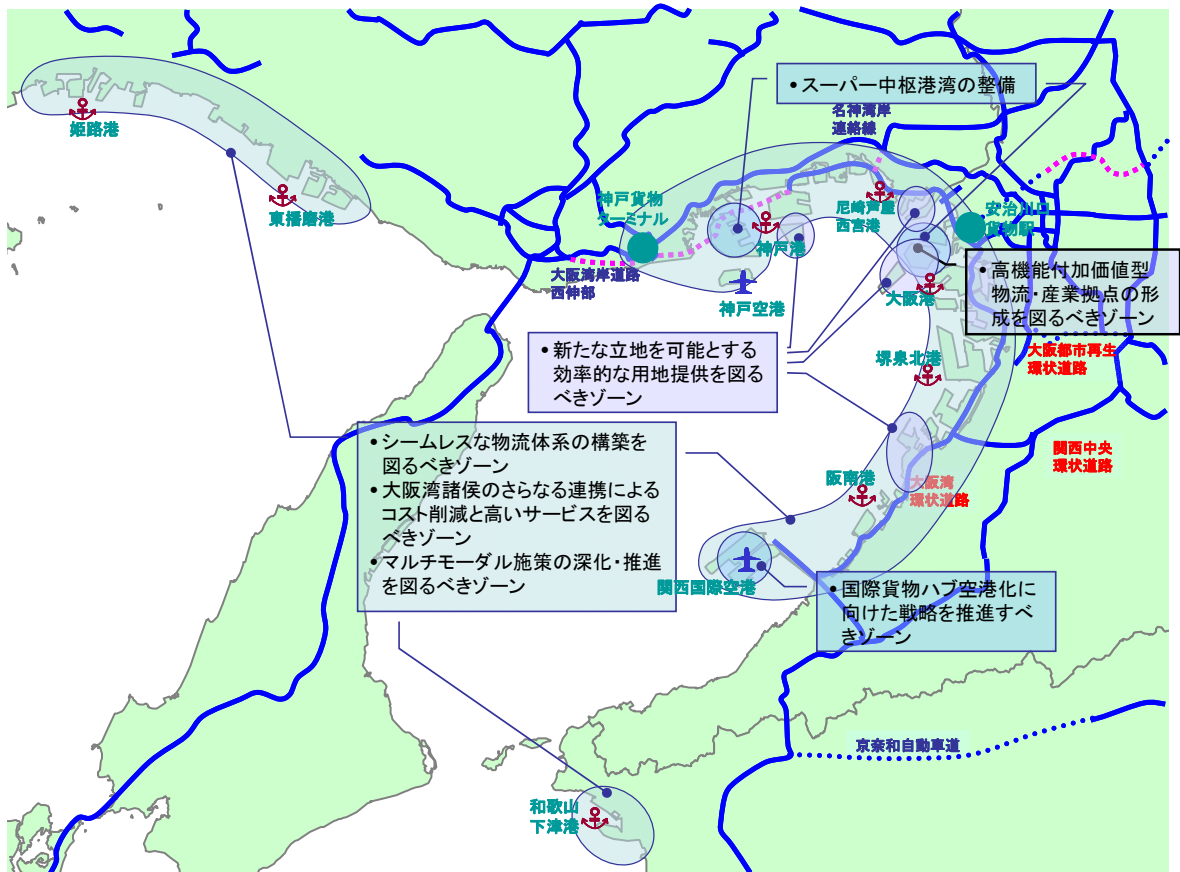 • スーパー中枢港湾の整備
名神湾岸
連絡線
姫路港
東播磨港
神戸貨物
ターミナル
神戸港
尼崎芦屋
西宮港
安治川口
貨物駅
大阪湾岸道路
西伸部
神戸空港
大阪港
• 高機能付加価値型
物流・産業拠点の形
成を図るべきゾーン
• 新たな立地を可能とする
効率的な用地提供を図る
べきゾーン
堺泉北港
大阪都市再生
環状道路
• シームレスな物流体系の構築を
図るべきゾーン
• 大阪湾諸侯のさらなる連携による
コスト削減と高いサービスを図る
べきゾーン
• マルチモーダル施策の深化・推進
を図るべきゾーン
関西中央
環状道路
阪南港
大阪湾
環状道路
関西国際空港
• 国際貨物ハブ空港化に
向けた戦略を推進すべ
きゾーン
京奈和自動車道
和歌山
下津港